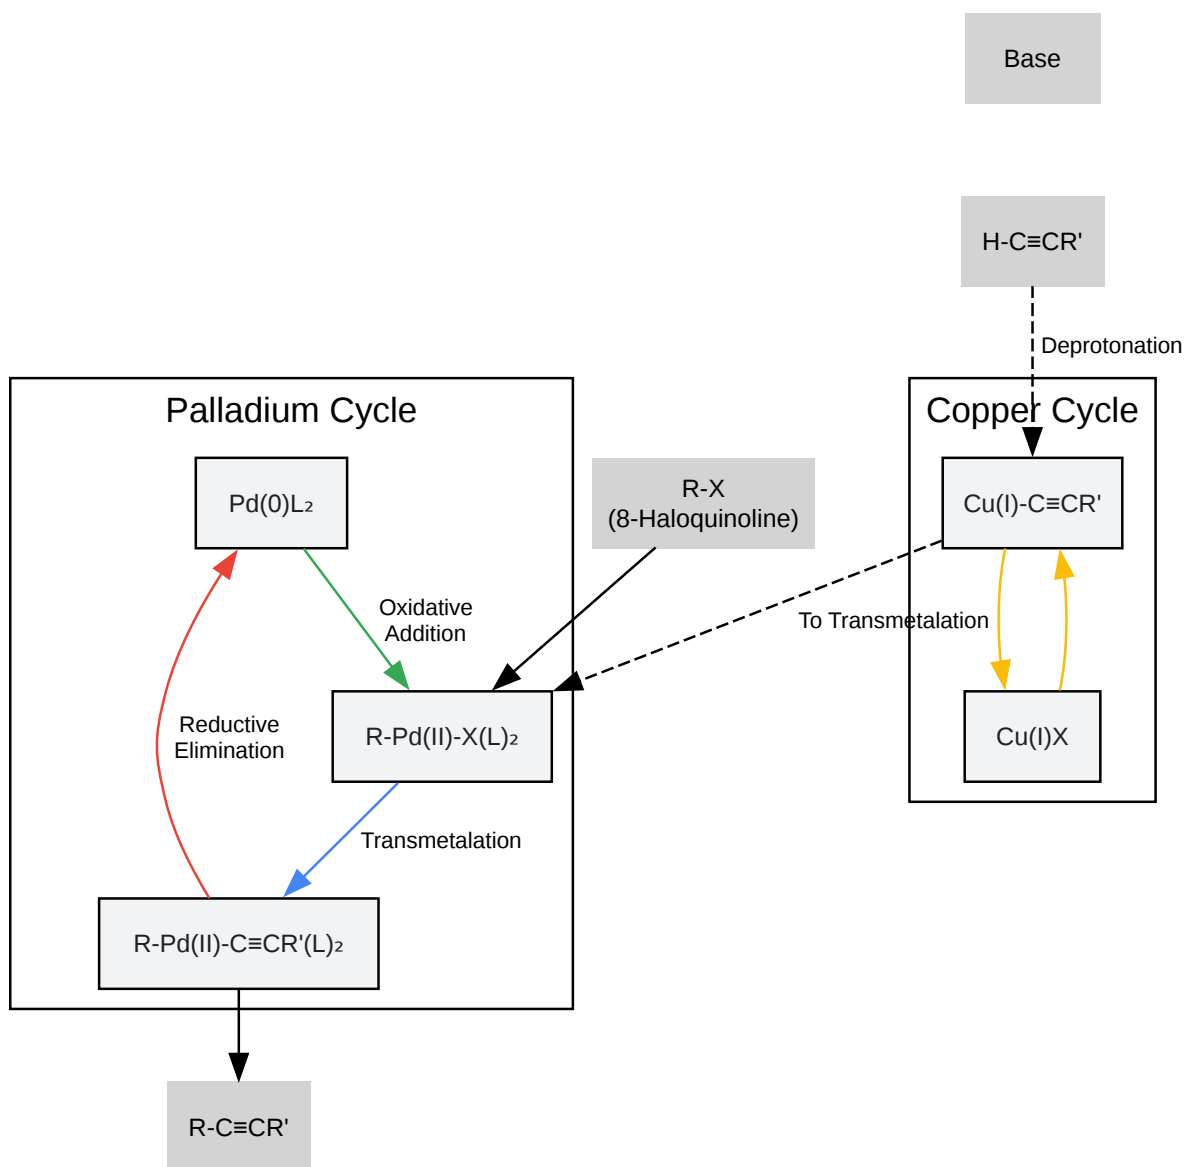 Base
H-C≡CR'
Deprotonation
Palladium Cycle
Copper Cycle
Pd(0)L₂
R-X
(8-Haloquinoline)
Cu(I)-C≡CR'
Oxidative
Addition
To Transmetalation
Reductive
Elimination
R-Pd(II)-X(L)₂
Cu(I)X
Transmetalation
R-Pd(II)-C≡CR'(L)₂
R-C≡CR'